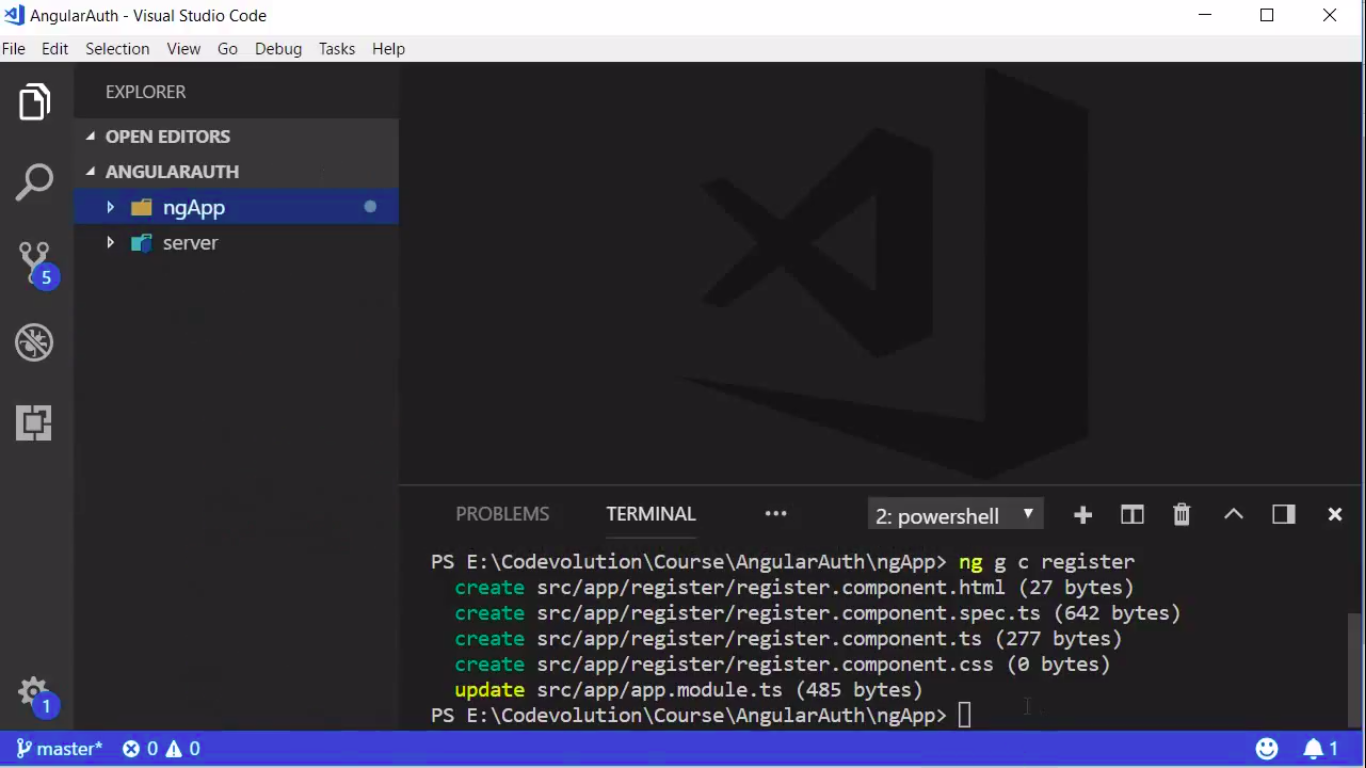 AngularAuth - Visual Studio Code
File Edit Selection View Go Debug Tasks Help
EXPLORER
OPEN EDITORS
ANGULARAUTH
ngApp
server
5
1
PROBLEMS TERMINAL ••• 2: powershell
PS E:\Codevolution\Course\AngularAuth\ngApp> ng g c register
create src/app/register/register.component.html (27 bytes)
create src/app/register/register.component.spec.ts (642 bytes)
create src/app/register/register.component.ts (277 bytes)
create src/app/register/register.component.css (0 bytes)
update src/app/app.module.ts (485 bytes)
PS E:\Codevolution\Course\AngularAuth\ngApp>
master* 0 0 1